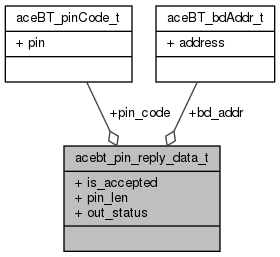 aceBT_pinCode_t
+ pin
aceBT_bdAddr_t
+ address
+pin_code
+bd_addr
acebt_pin_reply_data_t
+ is_accepted
+ pin_len
+ out_status